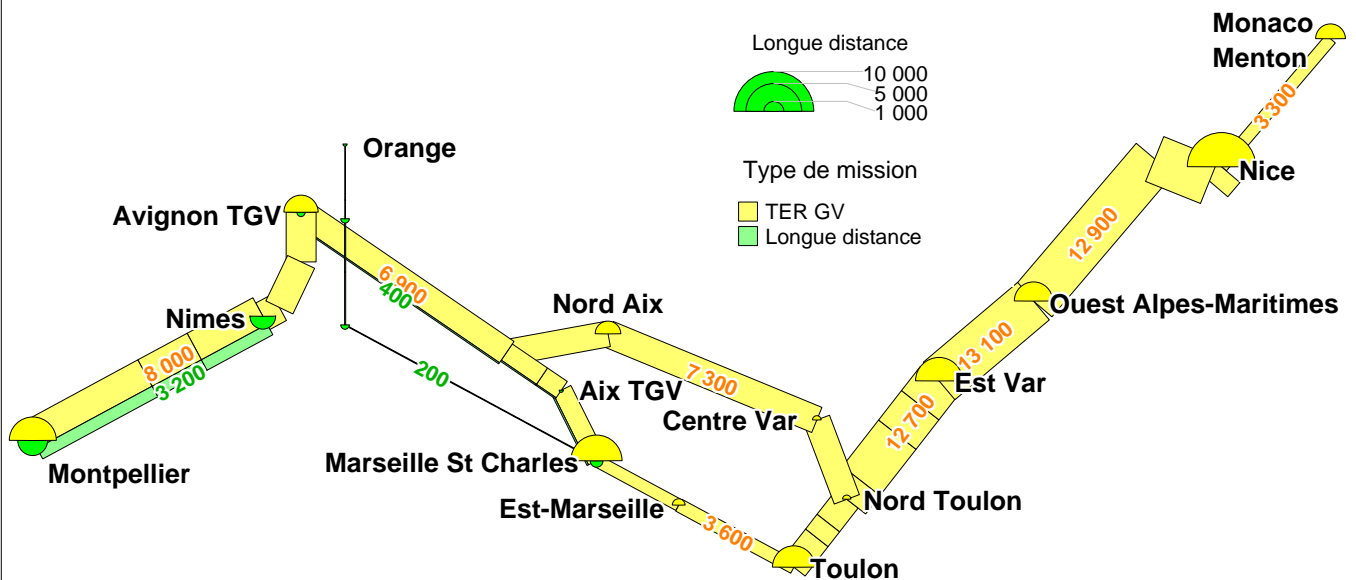 Monaco
Menton
Longue distance
10 000
5 000
1 000
3 300
Orange
Nice
Type de mission
Avignon TGV
TER GV
Longue distance
12 900
6 900
400
Nord Aix
Ouest Alpes-Maritimes
Nimes
13 100
8 000
3 200
200
7 300
Est Var
Aix TGV
12 700
Centre Var
Marseille St Charles
Montpellier
Est-Marseille
Nord Toulon
3 600
Toulon